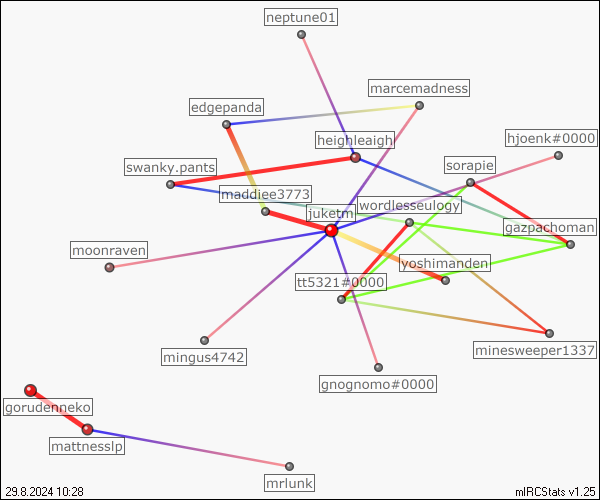 neptune01
marcemadness
edgepanda
heighleaigh
hjoenk#0000
swanky.pants
sorapie
maddiee3773
juketm
wordlesseulogy
gazpachoman
moonraven
yoshimanden
tt5321#0000
mingus4742
minesweeper1337
gnognomo#0000
gorudenneko
mattnesslp
mrlunk
29.8.2024 10:28
mIRCStats v1.25